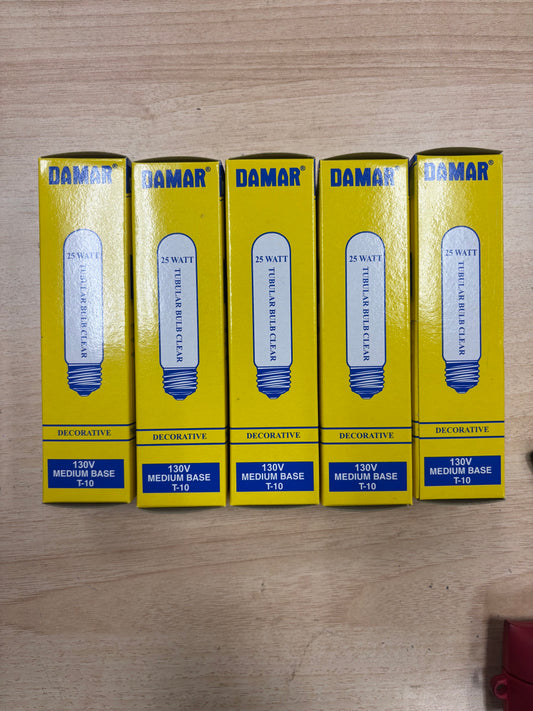 DAMAR®
25 WATT
TUBULAR BULB CLEAR
DECORATIVE
130V
MEDIUM BASE
T-10
DAMAR®
25 WATT
TUBULAR BULB CLEAR
DECORATIVE
130V
MEDIUM BASE
T-10
DAMAR®
25 WATT
TUBULAR BULB CLEAR
DECORATIVE
130V
MEDIUM BASE
T-10
DAMAR®
25 WATT
TUBULAR BULB CLEAR
DECORATIVE
130V
MEDIUM BASE
T-10
DAMAR®
25 WATT
TUBULAR BULB CLEAR
DECORATIVE
130V
MEDIUM BASE
T-10